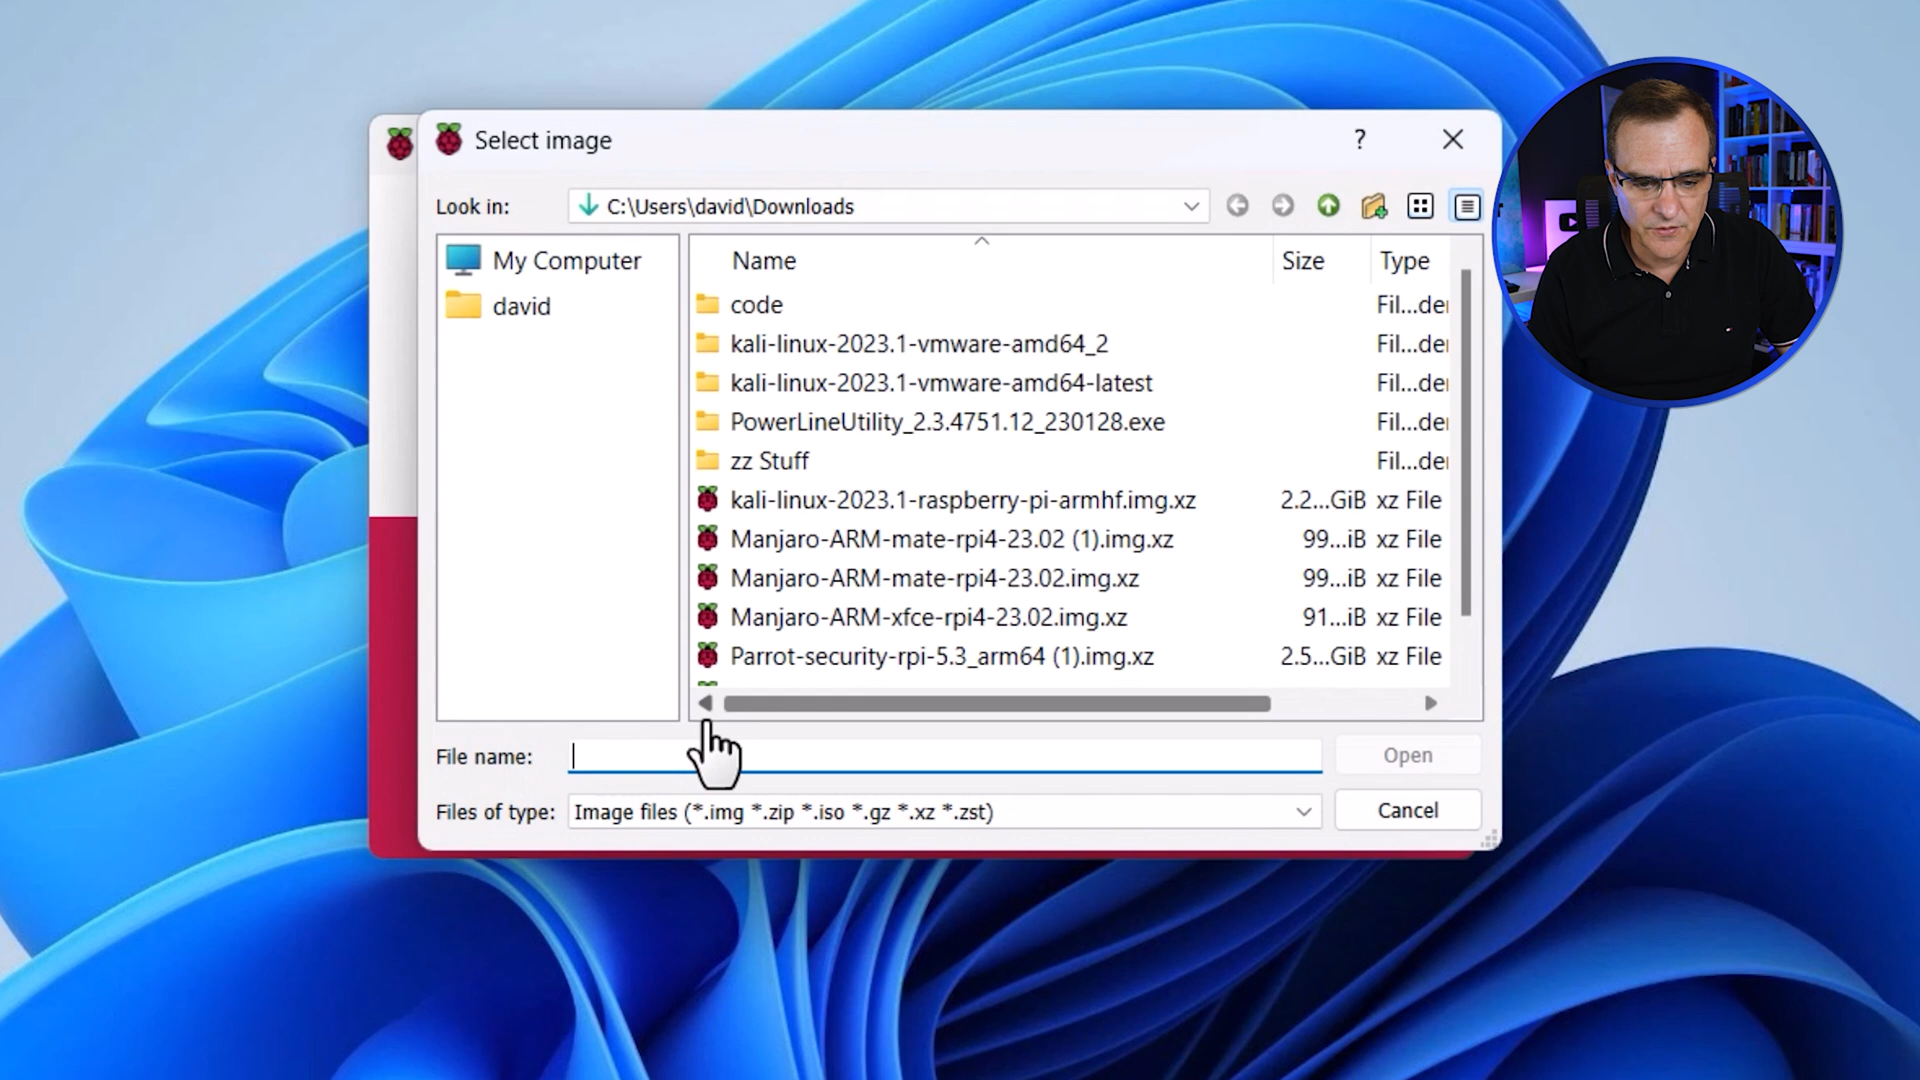 Select image
?
Look in:
C:\Users\david\Downloads
My Computer
david
Name Size Type
code Fil...der
kali-linux-2023.1-vmware-amd64_2 Fil...der
kali-linux-2023.1-vmware-amd64-latest Fil...der
PowerLineUtility_2.3.4751.12_230128.exe Fil...der
zz Stuff Fil...der
kali-linux-2023.1-raspberry-pi-armhf.img.xz 2.2...GiB xz File
Manjaro-ARM-mate-rpi4-23.02 (1).img.xz 99...iB xz File
Manjaro-ARM-mate-rpi4-23.02.img.xz 99...iB xz File
Manjaro-ARM-xfce-rpi4-23.02.img.xz 91...iB xz File
Parrot-security-rpi-5.3_arm64 (1).img.xz 2.5...GiB xz File
File name:
Open
Files of type: Image files (*.img *.zip *.iso *.gz *.xz *.zst)
Cancel